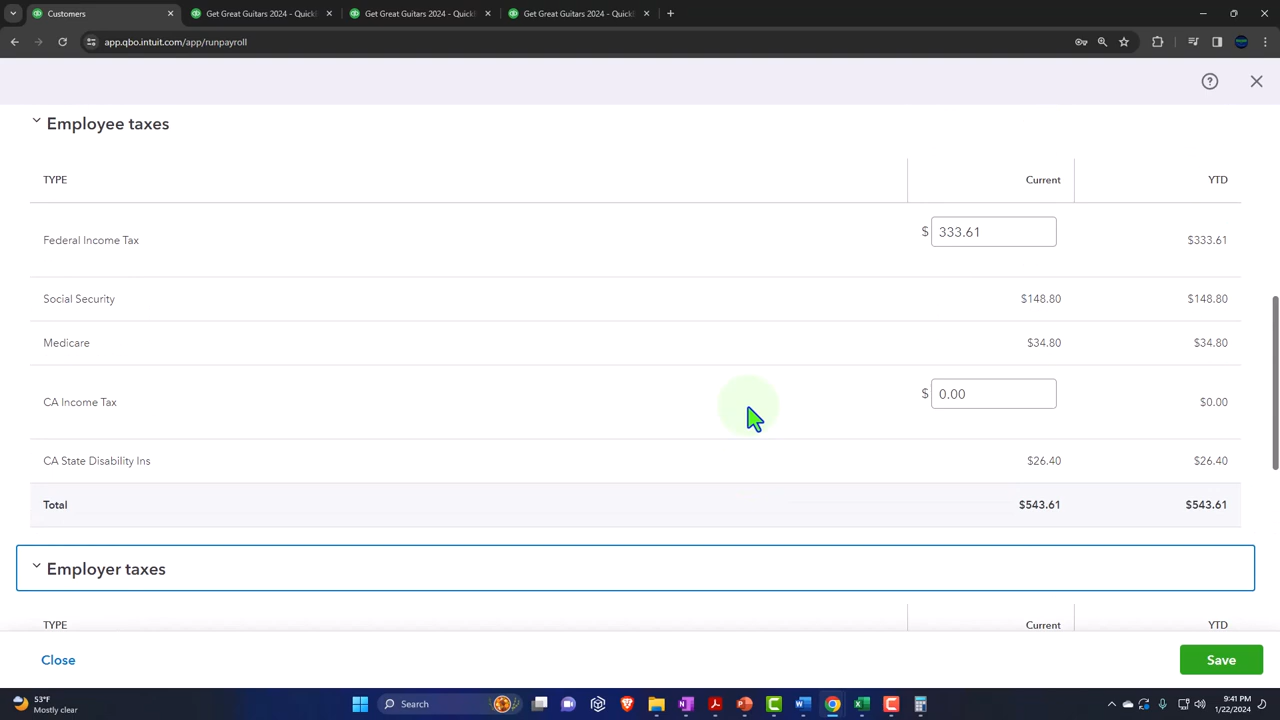 Customers
Get Great Guitars 2024 – QuickB
Get Great Guitars 2024 – QuickB
Get Great Guitars 2024 – QuickB
app.qbo.intuit.com/app/runpayroll
Employee taxes
TYPE Current YTD
Federal Income Tax $ 333.61 $333.61
Social Security $148.80 $148.80
Medicare $34.80 $34.80
CA Income Tax $ 0.00 $0.00
CA State Disability Ins $26.40 $26.40
Total $543.61 $543.61
Employer taxes
TYPE Current YTD
Close Save
53°F
Mostly clear
Search
9:41 PM
1/22/2024